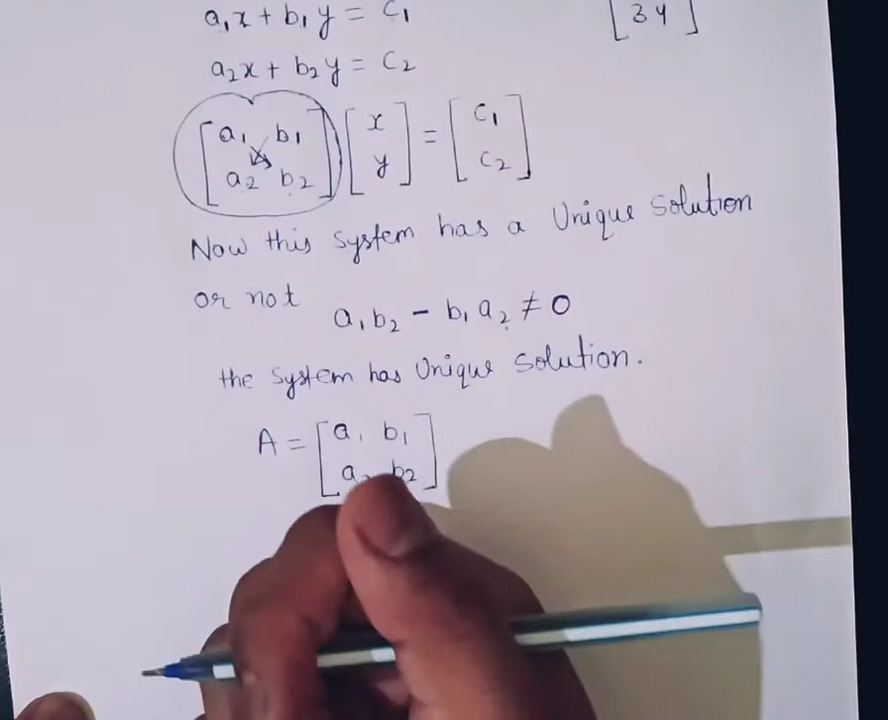 a₁x + b₁y = c₁
[3 4]
a₂x + b₂y = c₂
[a₁ b₁] [x] = [c₁]
[a₂ b₂] [y] [c₂]
Now this system has a Unique solution
or not a₁b₂ - b₁a₂ ≠ 0
the system has Unique solution.
A = [a₁ b₁]
[a₂ b₂]